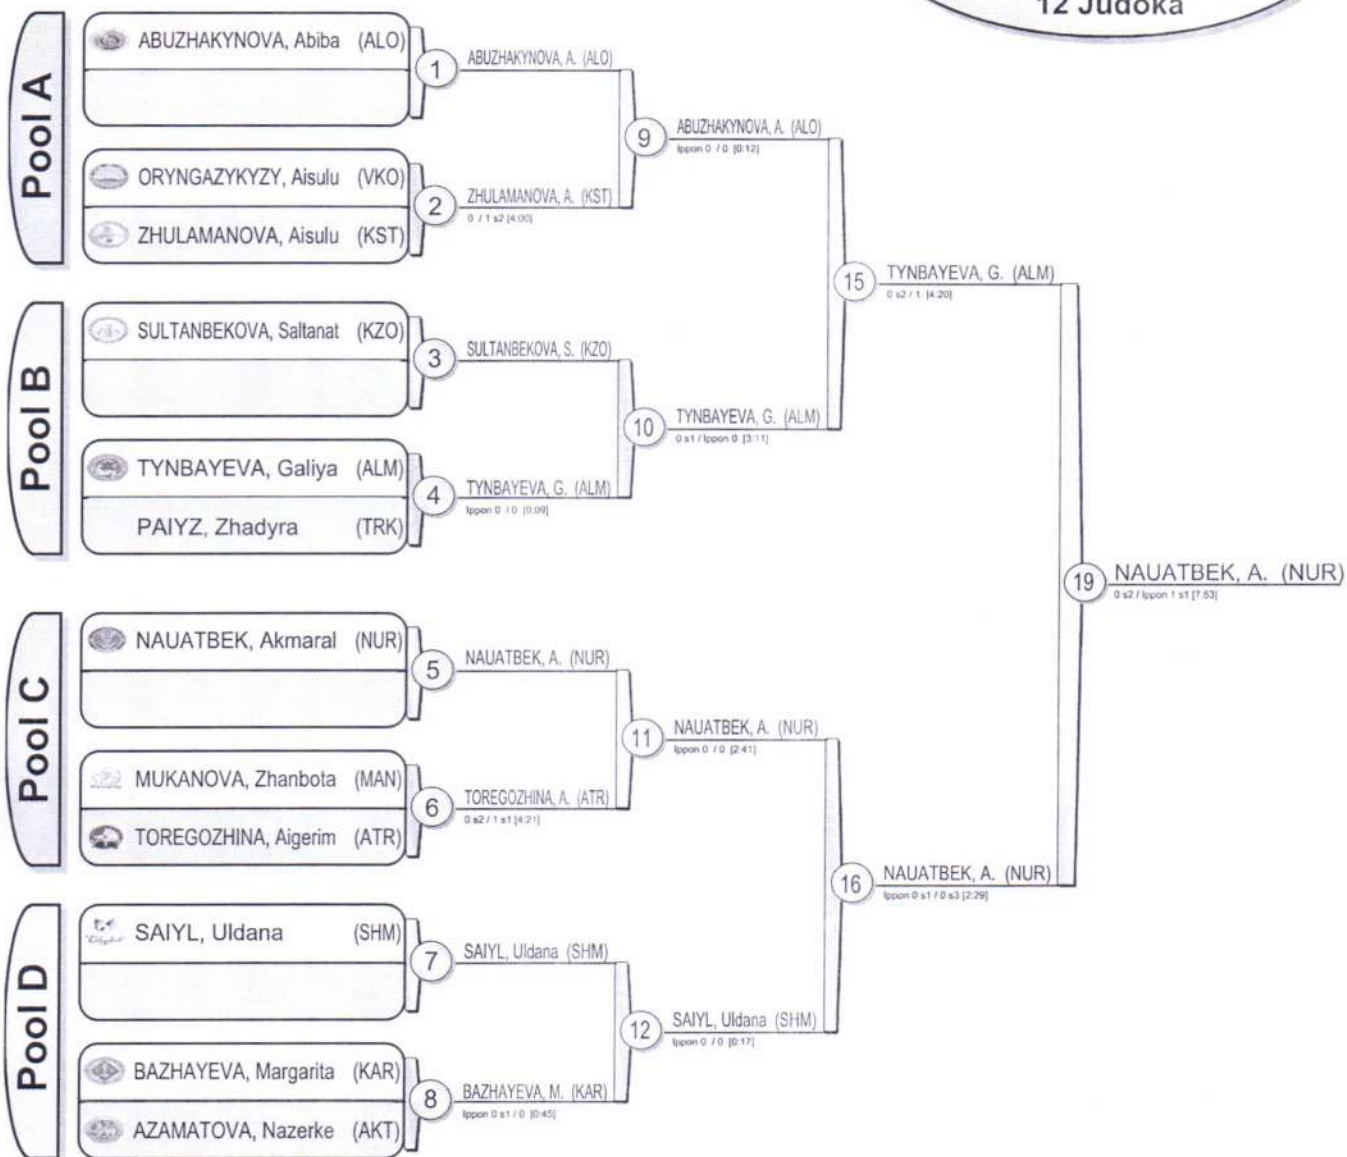 12 Judoka
Pool A
ABUZHAKYNOVA, Abiba (ALO)
1
ABUZHAKYNOVA, A. (ALO)
ORYNGAZYKYZY, Aisulu (VKO)
ZHULAMANOVA, Aisulu (KST)
2
ZHULAMANOVA, A. (KST)
0 / 1 s2 [4:00]
9
ABUZHAKYNOVA, A. (ALO)
Ippon 0 / 0 [0:12]
Pool B
SULTANBEKOVA, Saltanat (KZO)
3
SULTANBEKOVA, S. (KZO)
TYNBAYEVA, Galiya (ALM)
PAIYZ, Zhadyra (TRK)
4
TYNBAYEVA, G. (ALM)
Ippon 0 / 0 [0:09]
10
TYNBAYEVA, G. (ALM)
0 s1 / Ippon 0 [3:11]
15
TYNBAYEVA, G. (ALM)
0 s2 / 1 [4:20]
Pool C
NAUATBEK, Akmaral (NUR)
5
NAUATBEK, A. (NUR)
MUKANOVA, Zhanbota (MAN)
TOREGOZHINA, Aigerim (ATR)
6
TOREGOZHINA, A. (ATR)
0 s2 / 1 s1 [4:21]
11
NAUATBEK, A. (NUR)
Ippon 0 / 0 [2:41]
Pool D
SAIYL, Uldana (SHM)
7
SAIYL, Uldana (SHM)
BAZHAYEVA, Margarita (KAR)
AZAMATOVA, Nazerke (AKT)
8
BAZHAYEVA, M. (KAR)
Ippon 0 s1 / 0 [0:45]
12
SAIYL, Uldana (SHM)
Ippon 0 / 0 [0:17]
16
NAUATBEK, A. (NUR)
Ippon 0 s1 / 0 s3 [2:29]
19
NAUATBEK, A. (NUR)
0 s2 / Ippon 1 s1 [7:53]